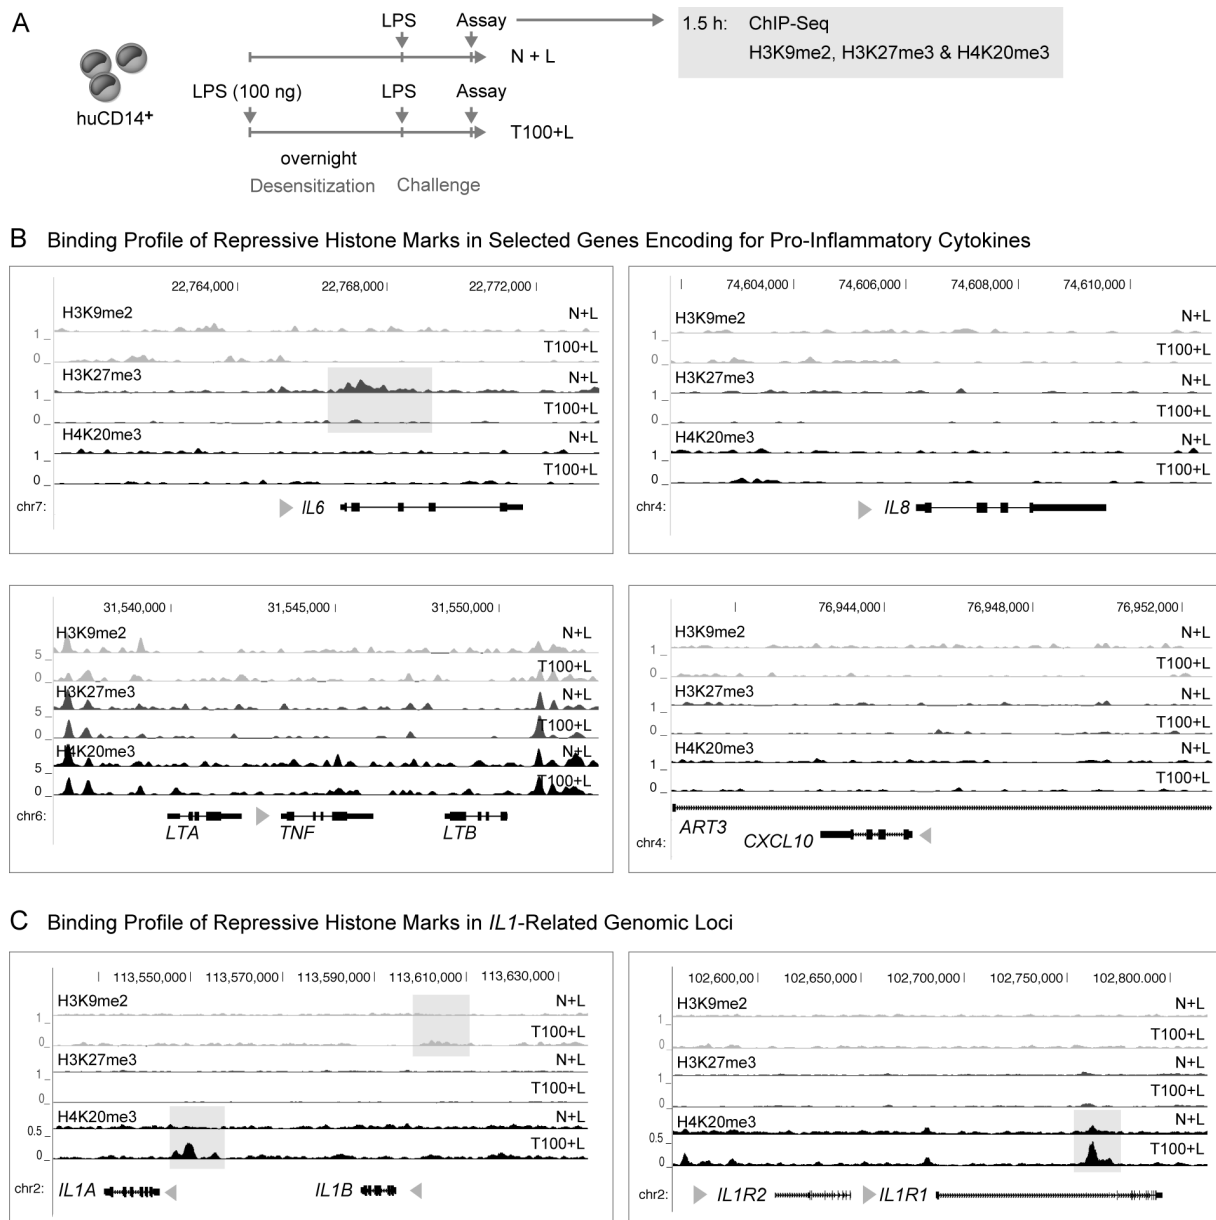 A
LPS
Assay
N + L
1.5 h: ChIP-Seq
H3K9me2, H3K27me3 & H4K20me3
huCD14+
LPS (100 ng)
LPS
Assay
T100+L
overnight
Desensitization
Challenge
B Binding Profile of Repressive Histone Marks in Selected Genes Encoding for Pro-Inflammatory Cytokines
22,764,000 22,768,000 22,772,000
H3K9me2 N+L
1
0 T100+L
H3K27me3 N+L
1
0 T100+L
H4K20me3 N+L
1
0 T100+L
chr7: IL6
74,604,000 74,606,000 74,608,000 74,610,000
H3K9me2 N+L
1
0 T100+L
H3K27me3 N+L
1
0 T100+L
H4K20me3 N+L
1
0 T100+L
chr4: IL8
31,540,000 31,545,000 31,550,000
H3K9me2 N+L
5
0 T100+L
H3K27me3 N+L
5
0 T100+L
H4K20me3 N+L
5
0 T100+L
chr6: LTA TNF LTB
76,944,000 76,948,000 76,952,000
H3K9me2 N+L
1
0 T100+L
H3K27me3 N+L
1
0 T100+L
H4K20me3 N+L
1
0 T100+L
ART3
chr4: CXCL10
C Binding Profile of Repressive Histone Marks in IL1-Related Genomic Loci
113,550,000 113,570,000 113,590,000 113,610,000 113,630,000
H3K9me2 N+L
1
0 T100+L
H3K27me3 N+L
1
0 T100+L
H4K20me3 N+L
0.5
0 T100+L
chr2: IL1A IL1B
102,600,000 102,650,000 102,700,000 102,750,000 102,800,000
H3K9me2 N+L
1
0 T100+L
H3K27me3 N+L
1
0 T100+L
H4K20me3 N+L
0.5
0 T100+L
chr2: IL1R2 IL1R1